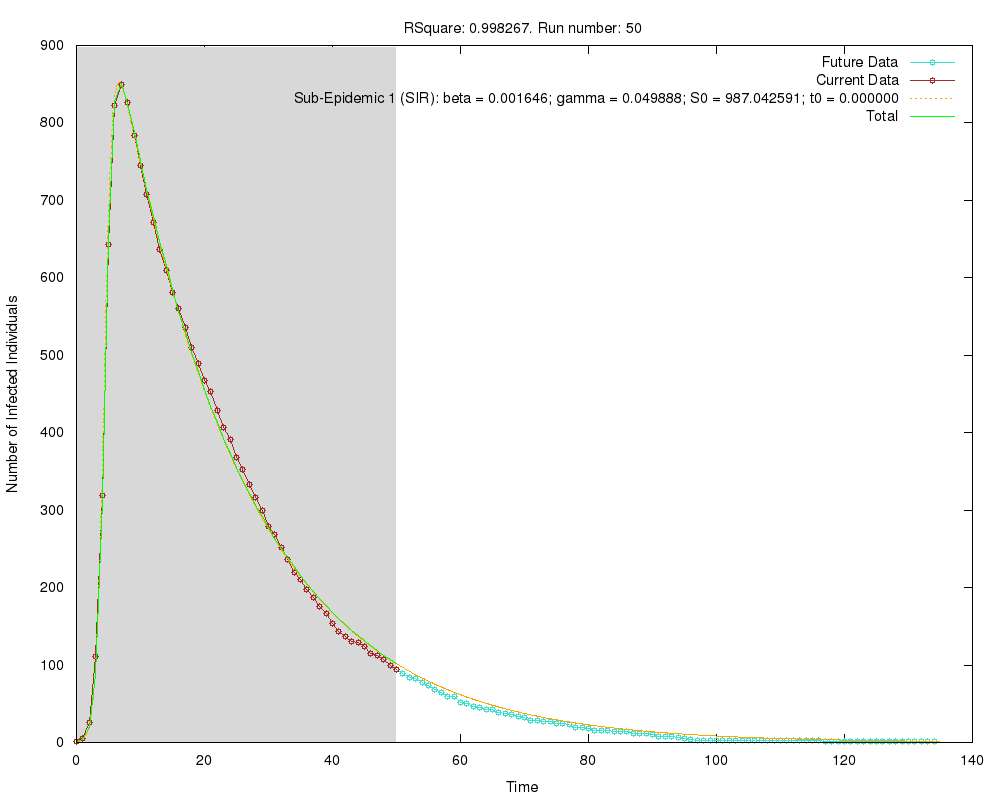 RSquare: 0.998267. Run number: 50
900
800
700
600
500
400
300
200
100
0
Number of Infected Individuals
Future Data
Current Data
Sub-Epidemic 1 (SIR): beta = 0.001646; gamma = 0.049888; S0 = 987.042591; t0 = 0.000000
Total
0 20 40 60 80 100 120 140
Time